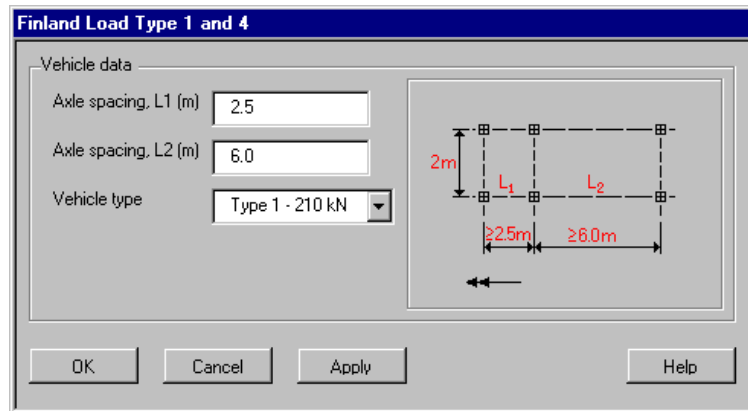 Finland Load Type 1 and 4
Vehicle data
Axle spacing, L1 (m) 2.5
Axle spacing, L2 (m) 6.0
Vehicle type Type 1 - 210 kN
2m
L₁ L₂
≥2.5m ≥6.0m
OK Cancel Apply Help